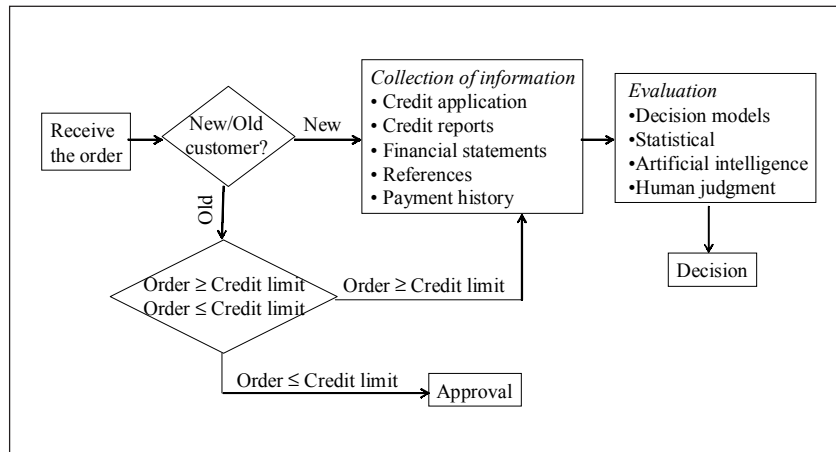 Receive
the order
New/Old
customer?
New
Old
Collection of information
• Credit application
• Credit reports
• Financial statements
• References
• Payment history
Evaluation
•Decision models
•Statistical
•Artificial intelligence
•Human judgment
Decision
Order ≥ Credit limit
Order ≤ Credit limit
Order ≥ Credit limit
Order ≤ Credit limit
Approval